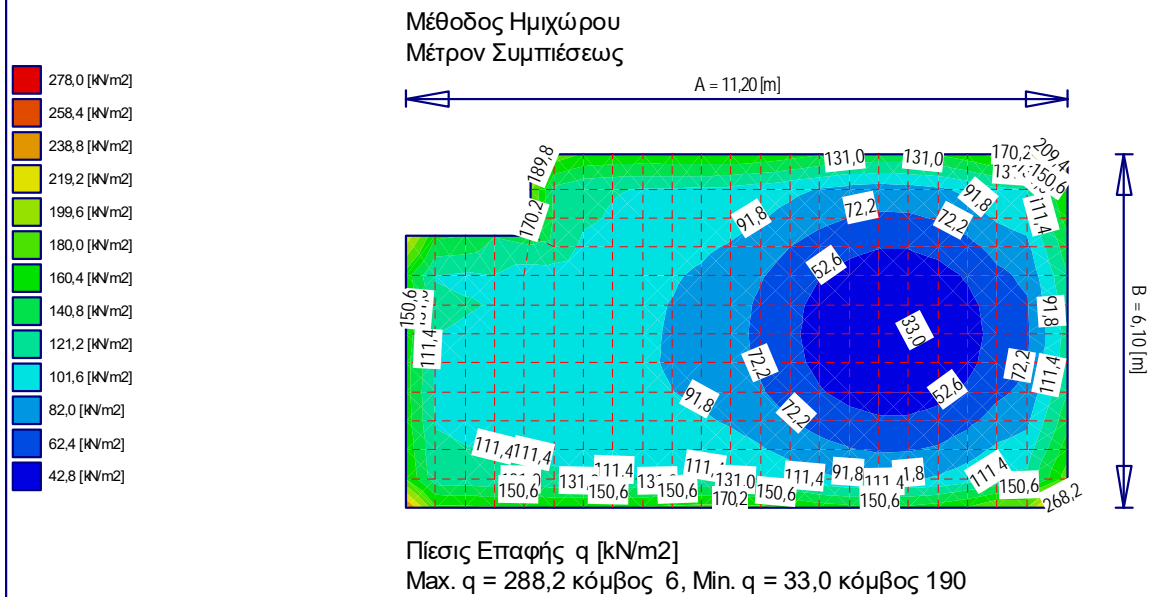 Μέθοδος Ημιχώρου
Μέτρον Συμπιέσεως
A = 11,20 [m]
278,0 [kN/m2]
258,4 [kN/m2]
238,8 [kN/m2]
219,2 [kN/m2]
199,6 [kN/m2]
180,0 [kN/m2]
160,4 [kN/m2]
140,8 [kN/m2]
121,2 [kN/m2]
101,6 [kN/m2]
82,0 [kN/m2]
62,4 [kN/m2]
42,8 [kN/m2]
189,8
131,0
131,0
170,2
209,4
150,6
170,2
91,8
72,2
72,2
91,8
111,4
52,6
150,6
111,4
33,0
91,8
B = 6,10 [m]
72,2
72,2
111,4
91,8
72,2
52,6
111,4
111,4
111,4
111,4
131,0
111,4
91,8
111,4
111,4
150,6
150,6
150,6
170,2
150,6
150,6
150,6
268,2
Πίεσις Επαφής q [kN/m2]
Max. q = 288,2 κόμβος 6, Min. q = 33,0 κόμβος 190